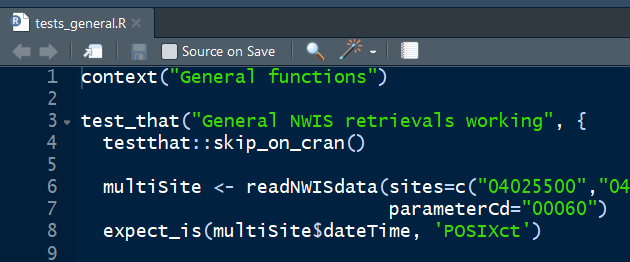 tests_general.R
Source on Save
1 context("General functions")
2
3 test_that("General NWIS retrievals working", {
4 testthat::skip_on_cran()
5
6 multiSite <- readNWISdata(sites=c("04025500","04
7 parameterCd="00060")
8 expect_is(multiSite$dateTime, 'POSIXct')
9